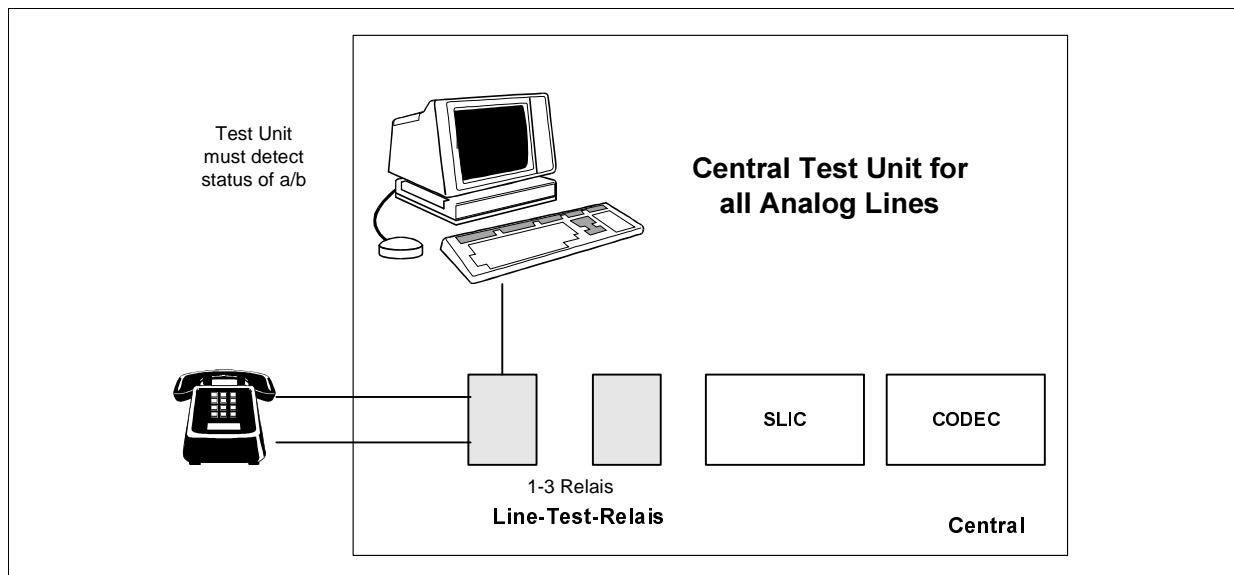 Test Unit
must detect
status of a/b
Central Test Unit for
all Analog Lines
SLIC
CODEC
1-3 Relais
Line-Test-Relais
Central